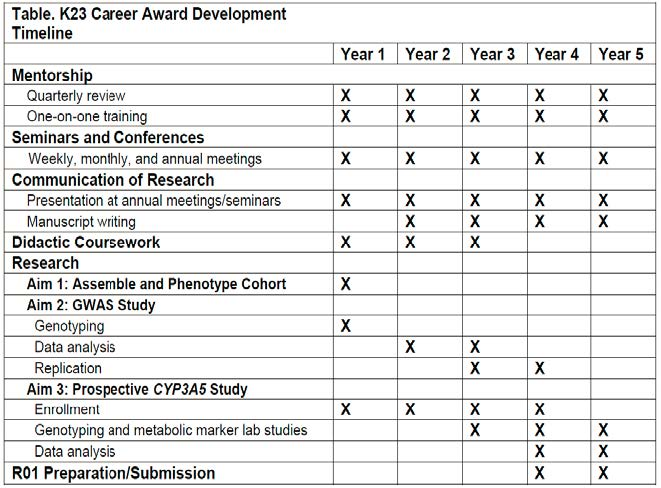 Table. K23 Career Award Development
Timeline
Year 1 Year 2 Year 3 Year 4 Year 5
Mentorship
Quarterly review X X X X X
One-on-one training X X X X X
Seminars and Conferences
Weekly, monthly, and annual meetings X X X X X
Communication of Research
Presentation at annual meetings/seminars X X X X X
Manuscript writing X X X X
Didactic Coursework X X X
Research
Aim 1: Assemble and Phenotype Cohort X
Aim 2: GWAS Study
Genotyping X
Data analysis X X
Replication X X
Aim 3: Prospective CYP3A5 Study
Enrollment X X X X
Genotyping and metabolic marker lab studies X X X
Data analysis X X
R01 Preparation/Submission X X